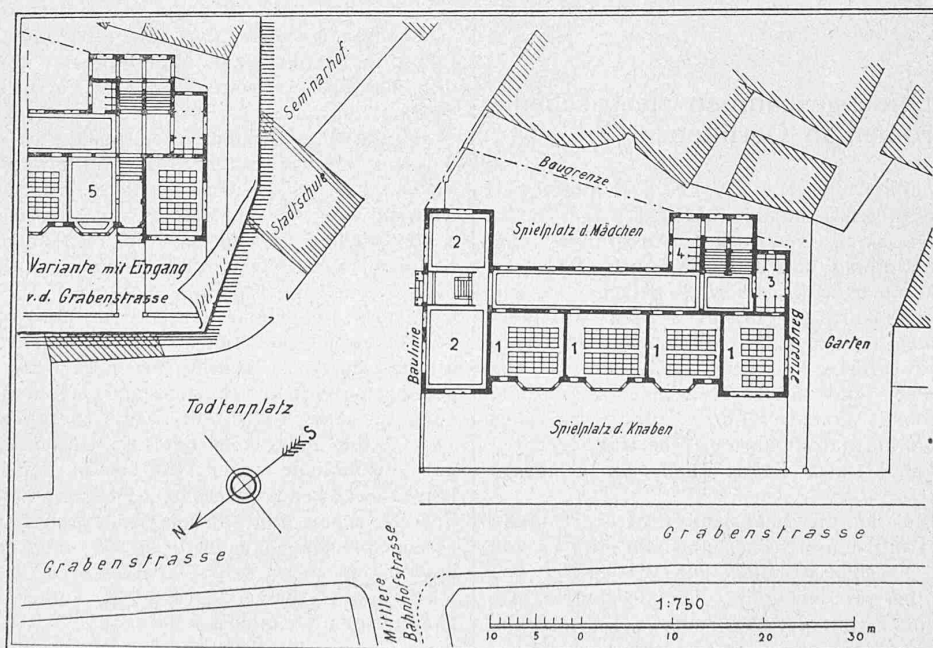 Seminarhof.
Stadtschule
5
Variante mit Eingang
v. d. Grabenstrasse
Baugrenze
2
Spielplatz d. Mädchen
4
3
Baulinie
2
1
1
1
1
Baugrenze
Garten
Spielplatz d. Knaben
Todtenplatz
S
N
Grabenstrasse
Grabenstrasse
Mittlere
Bahnhofstrasse
1:750
10 5 0 10 20 30 m